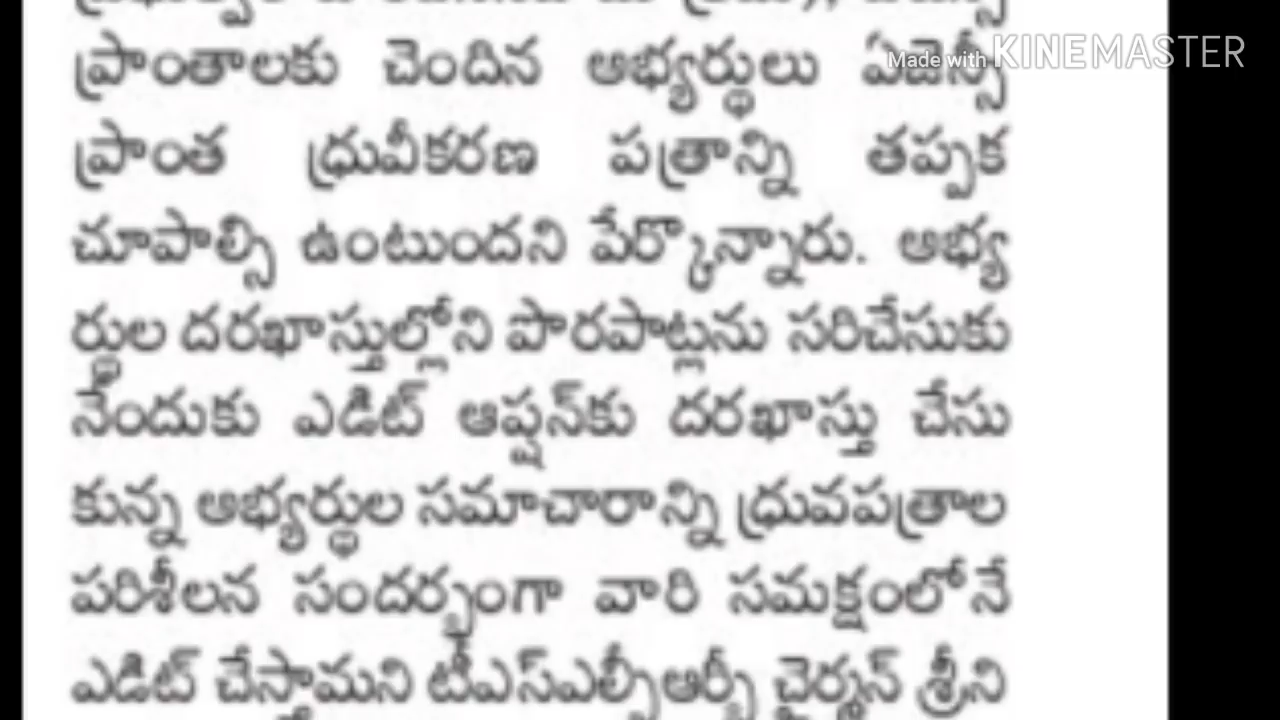 ప్రాంతాలకు చెందిన అభ్యర్థులు ఏజెన్సీ
Made with KINEMASTER
ప్రాంత ధ్రువీకరణ పత్రాన్ని తప్పక
చూపాల్సి ఉంటుందని పేర్కొన్నారు. అభ్య
ర్థుల దరఖాస్తుల్లోని పొరపాట్లను సరిచేసుకు
నేందుకు ఎడిట్ ఆప్షన్‌కు దరఖాస్తు చేసు
కున్న అభ్యర్థుల సమాచారాన్ని ధ్రువపత్రాల
పరిశీలన సందర్భంగా వారి సమక్షంలోనే
ఎడిట్ చేస్తామని టీఎస్‌ఎల్పీఆర్బీ చైర్మన్ శ్రీని